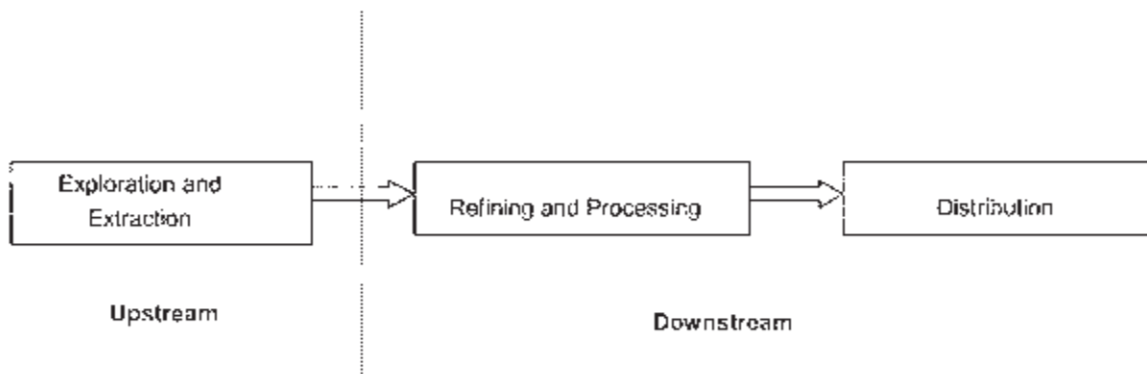 Exploration and
Extraction
Refining and Processing
Distribution
Upstream
Downstream